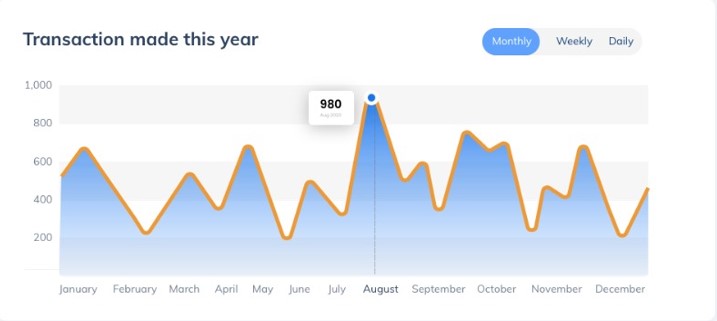 Transaction made this year
Monthly Weekly Daily
1,000
980
800
600
400
200
January February March April May June July August September October November December